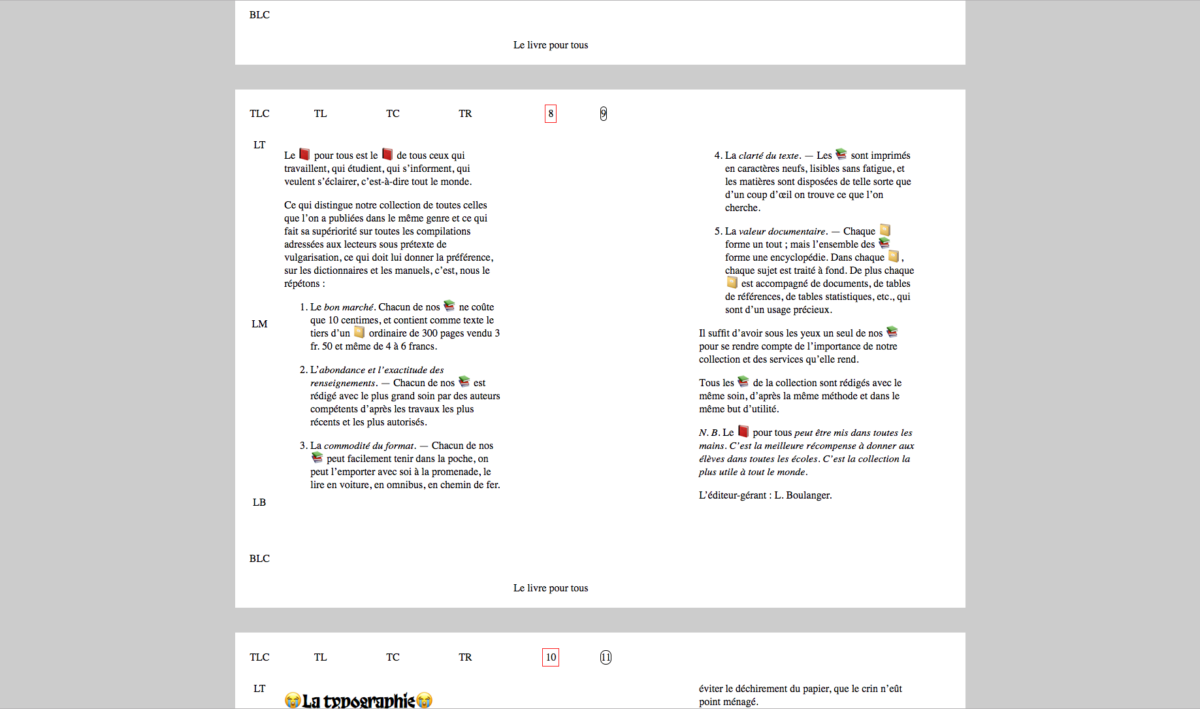 BLC
Le livre pour tous
TLC TL TC TR 8 9
LT
Le 📕 pour tous est le 📕 de tous ceux qui
travaillent, qui étudient, qui s’informent, qui
veulent s’éclairer, c’est-à-dire tout le monde.
Ce qui distingue notre collection de toutes celles
que l’on a publiées dans le même genre et ce qui
fait sa supériorité sur toutes les compilations
adressées aux lecteurs sous prétexte de
vulgarisation, ce qui doit lui donner la préférence,
sur les dictionnaires et les manuels, c’est, nous le
répétons :
1. Le bon marché. Chacun de nos 📚 ne coûte
que 10 centimes, et contient comme texte le
LM
tiers d’un 📒 ordinaire de 300 pages vendu 3
fr. 50 et même de 4 à 6 francs.
2. L’abondance et l’exactitude des
renseignements. — Chacun de nos 📚 est
rédigé avec le plus grand soin par des auteurs
compétents d’après les travaux les plus
récents et les plus autorisés.
3. La commodité du format. — Chacun de nos
📚 peut facilement tenir dans la poche, on
peut l’emporter avec soi à la promenade, le
lire en voiture, en omnibus, en chemin de fer.
LB
4. La clarté du texte. — Les 📚 sont imprimés
en caractères neufs, lisibles sans fatigue, et
les matières sont disposées de telle sorte que
d’un coup d’œil on trouve ce que l’on
cherche.
5. La valeur documentaire. — Chaque 📒
forme un tout ; mais l’ensemble des 📚
forme une encyclopédie. Dans chaque 📒 ,
chaque sujet est traité à fond. De plus chaque
📒 est accompagné de documents, de tables
de références, de tables statistiques, etc., qui
sont d’un usage précieux.
Il suffit d’avoir sous les yeux un seul de nos 📚
pour se rendre compte de l’importance de notre
collection et des services qu’elle rend.
Tous les 📚 de la collection sont rédigés avec le
même soin, d’après la même méthode et dans le
même but d’utilité.
N. B. Le 📕 pour tous peut être mis dans toutes les
mains. C’est la meilleure récompense à donner aux
élèves dans toutes les écoles. C’est la collection la
plus utile à tout le monde.
L’éditeur-gérant : L. Boulanger.
BLC
Le livre pour tous
TLC TL TC TR 10 11
LT
😭La typographie😭
éviter le déchirement du papier, que le crin n’eût
point ménagé.